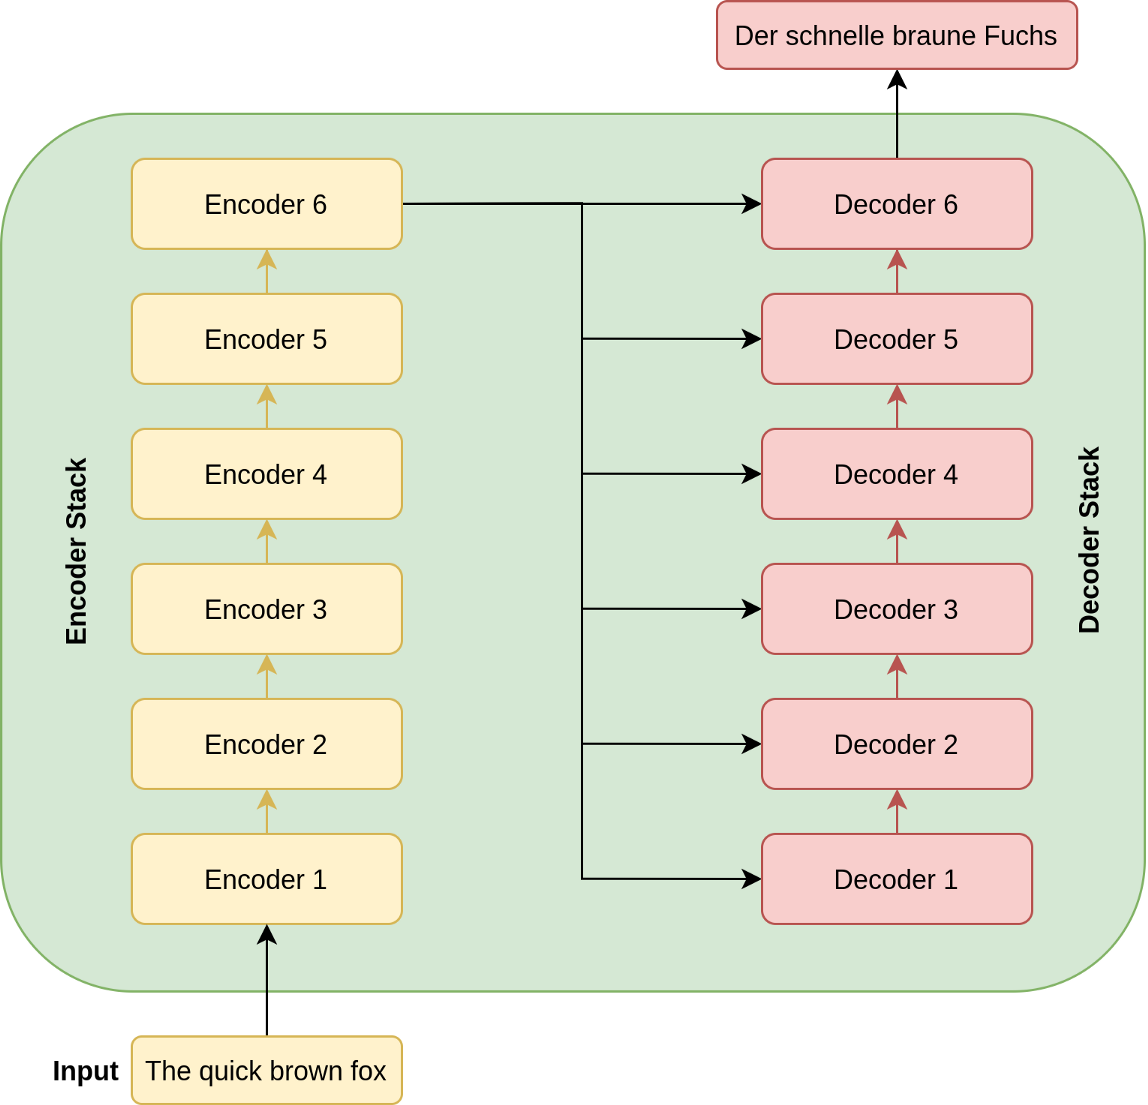 Der schnelle braune Fuchs
Encoder 6
Decoder 6
Encoder 5
Decoder 5
Encoder 4
Decoder 4
Encoder Stack
Decoder Stack
Encoder 3
Decoder 3
Encoder 2
Decoder 2
Encoder 1
Decoder 1
Input
The quick brown fox